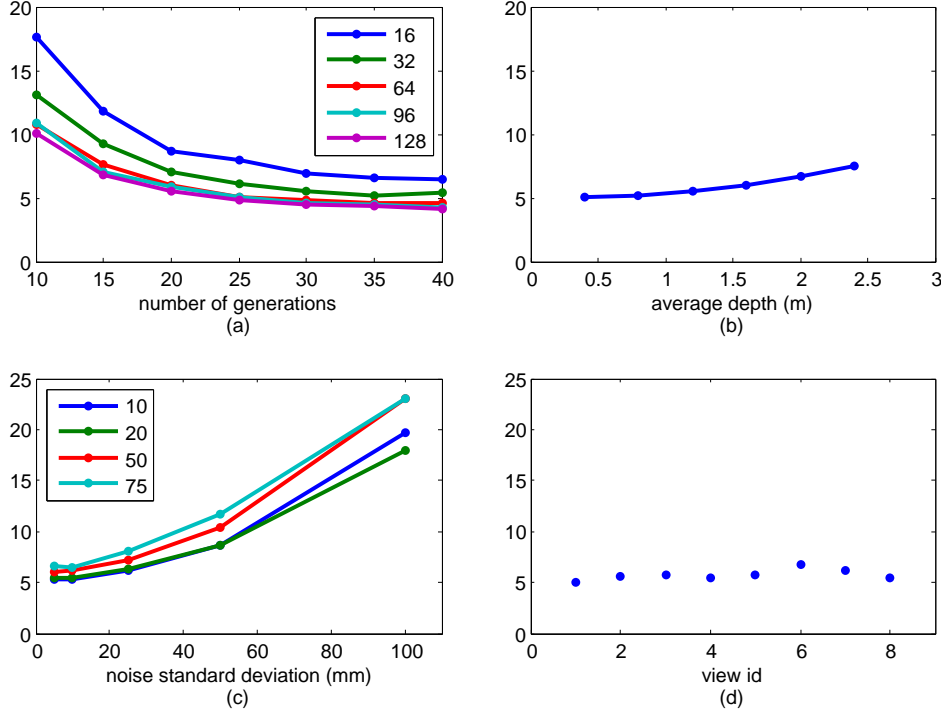 20
15
10
5
0
16
32
64
96
128
10 15 20 25 30 35 40
number of generations
(a)
20
15
10
5
0
0 0.5 1 1.5 2 2.5 3
average depth (m)
(b)
25
20
15
10
5
0
10
20
50
75
0 20 40 60 80 100
noise standard deviation (mm)
(c)
25
20
15
10
5
0
0 2 4 6 8
view id
(d)